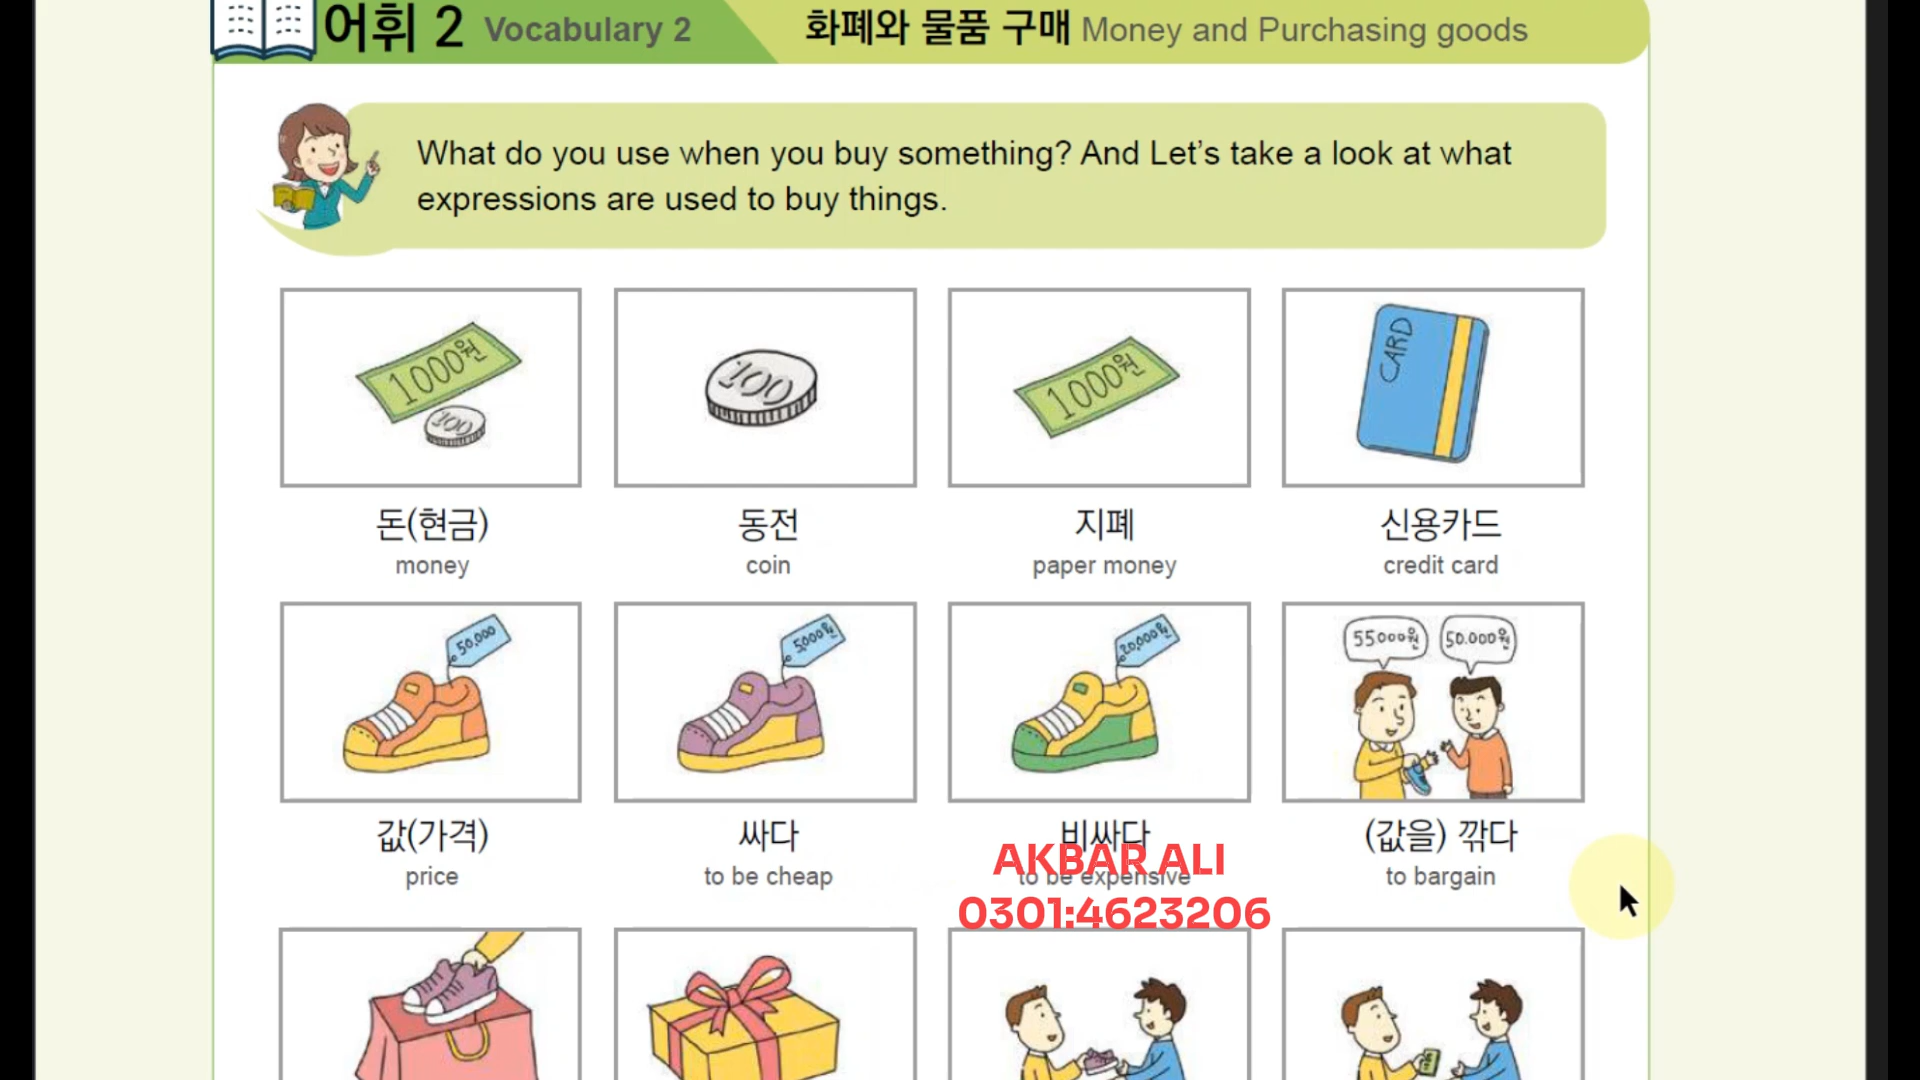 어휘 2 Vocabulary 2 화폐와 물품 구매 Money and Purchasing goods
What do you use when you buy something? And Let's take a look at what
expressions are used to buy things.
1000원
100
100
1000원
CARD
돈(현금) 동전 지폐 신용카드
money coin paper money credit card
50,000 5,000원 20,000원 55000원 50.000원
값(가격) 싸다 비싸다 (값을) 깎다
price to be cheap to be expensive to bargain
AKBAR ALI
0301:4623206